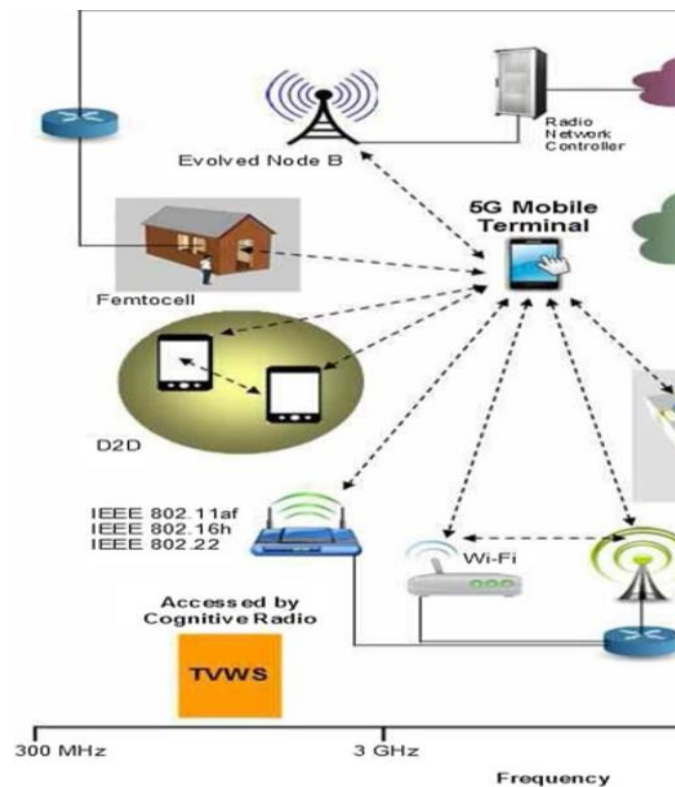 Radio
Network
Controller
Evolved Node B
5G Mobile
Terminal
Femtocell
D2D
IEEE 802.11af
IEEE 802.16h
IEEE 802.22
Wi-Fi
Accessed by
Cognitive Radio
TVWS
300 MHz
3 GHz
Frequency